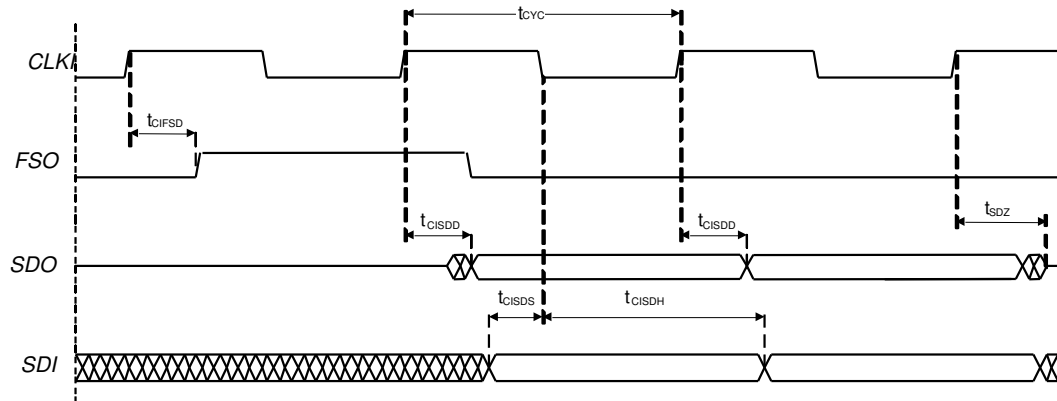 tCYC
CLKI
tCIFSD
FSO
tCISDD tCISDD tSDZ
SDO
tCISDS tCISDH
SDI